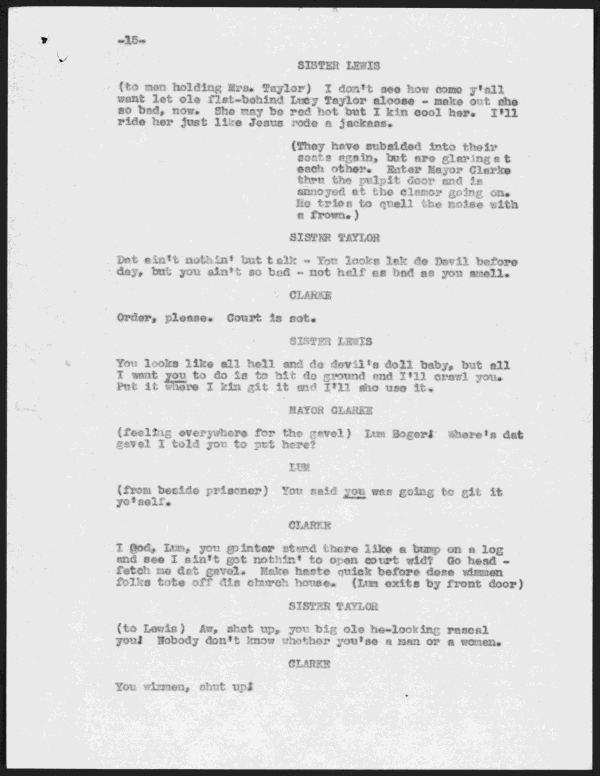 -15-
SISTER LEWIS
(to men holding Mrs. Taylor) I don't see how come y'all
want let ole flat-behind Lucy Taylor aloose - make out she
so bad, now. She may be red hot but I kin cool her. I'll
ride her just like Jesus rode a jackass.
(They have subsided into their
seats again, but are glaring at
each other. Enter Mayor Clarke
thru the pulpit door and is
annoyed at the clamor going on.
He tries to quell the noise with
a frown.)
SISTER TAYLOR
Dat ain't nothin' but talk - You looks lak de Devil before
day, but you ain't so bad - not half as bad as you smell.
CLARKE
Order, please. Court is set.
SISTER LEWIS
You looks like all hell and de devil's doll baby, but all
I want you to do is to hit de ground and I'll crawl you.
Put it where I kin git it and I'll sho use it.
MAYOR CLARKE
(feeling everywhere for the gavel) Lum Boger! Where's dat
gavel I told you to put here?
LUM
(from beside prisoner) You said you was going to git it
yo'self.
CLARKE
I God, Lum, you gointer stand there like a bump on a log
and see I ain't got nothin' to open court wid? Go head -
fetch me dat gavel. Make haste quick before dese wimmen
folks tote off dis church house. (Lum exits by front door)
SISTER TAYLOR
(to Lewis) Aw, shet up, you big ole he-looking rascal
you! Nobody don't know whether you'se a man or a woman.
CLARKE
You wimmen, shut up!